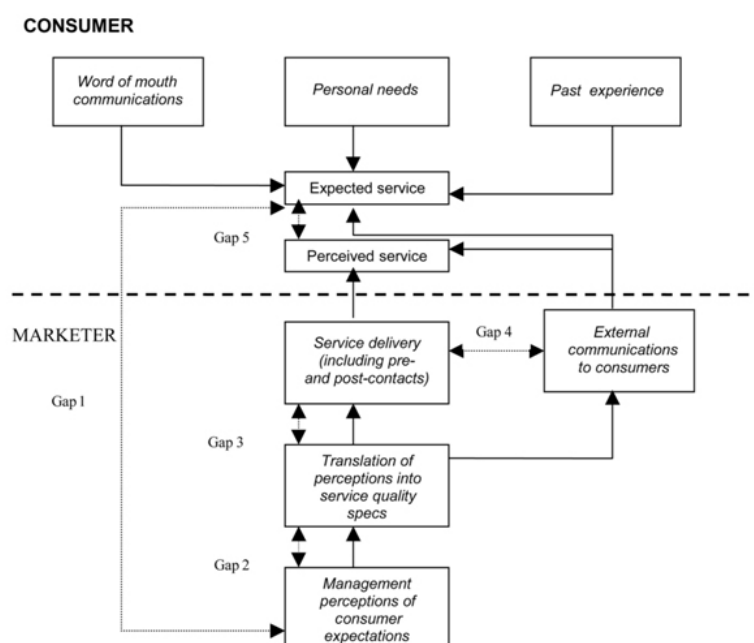 CONSUMER
Word of mouth
communications
Personal needs
Past experience
Expected service
Gap 5
Perceived service
MARKETER
Service delivery
(including pre-
and post-contacts)
Gap 4
External
communications
to consumers
Gap 1
Gap 3
Translation of
perceptions into
service quality
specs
Gap 2
Management
perceptions of
consumer
expectations